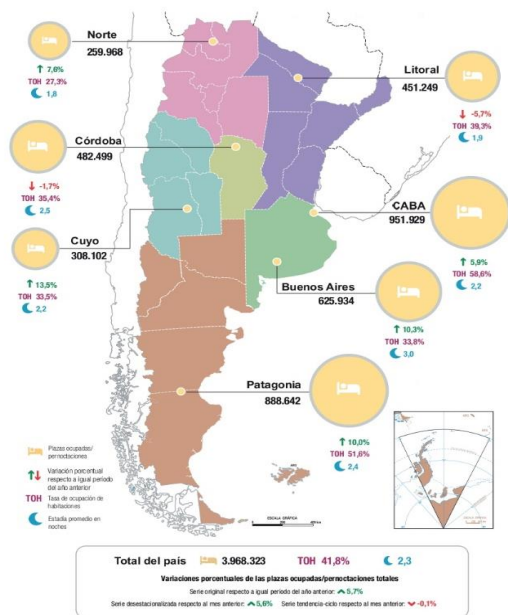 Norte
259.968
7,6%
TOH 27,3%
1,8
Litoral
451.249
-5,7%
TOH 39,3%
1,9
Córdoba
482.499
-1,7%
TOH 35,4%
2,5
CABA
951.929
5,9%
TOH 58,6%
2,2
Cuyo
308.102
13,5%
TOH 33,5%
2,2
Buenos Aires
625.934
10,3%
TOH 33,8%
3,0
Patagonia
888.642
10,0%
TOH 51,6%
2,4
Plazas ocupadas/
pernoctaciones
Variación porcentual
respecto a igual período
del año anterior
TOH Tasa de ocupación de
habitaciones
Estadía promedio en
noches
ESCALA GRÁFICA
Total del país 3.968.323 TOH 41,8% 2,3
Variaciones porcentuales de las plazas ocupadas/pernoctaciones totales
Serie original respecto a igual período del año anterior: 5,7%
Serie desestacionalizada respecto al mes anterior: 5,6% Serie tendencia-ciclo respecto al mes anterior: -0,1%